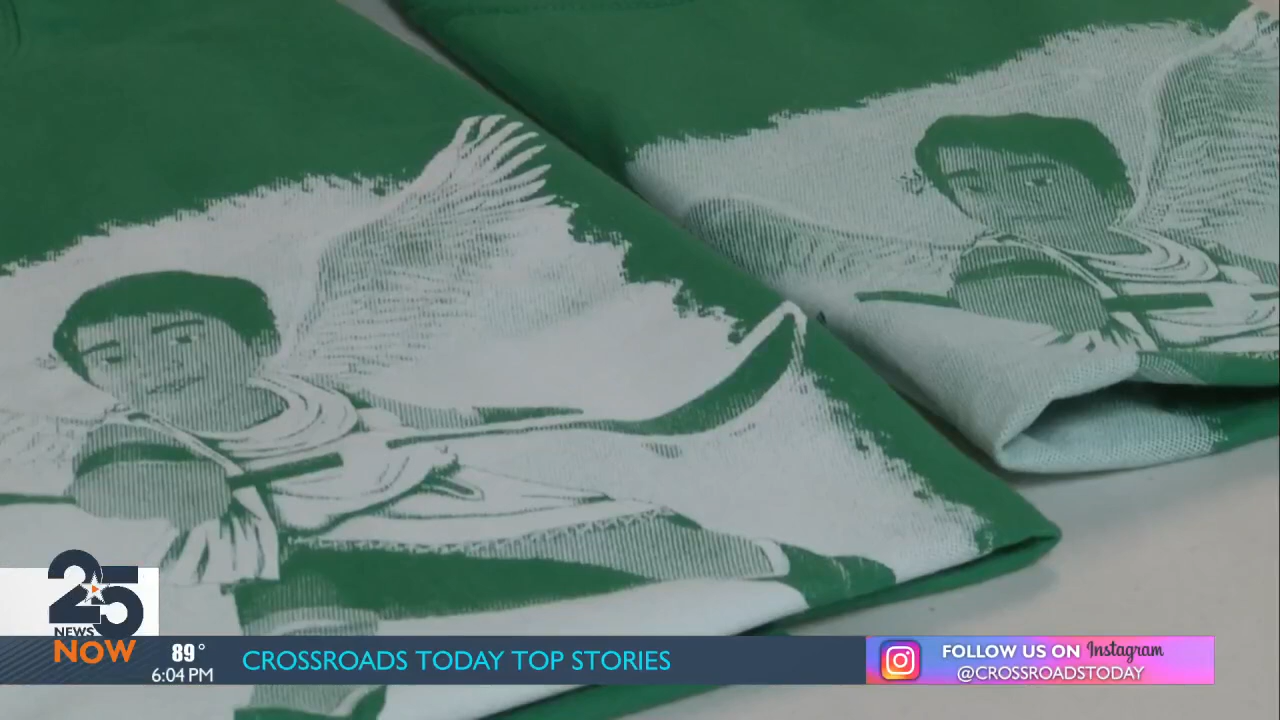 25
NEWS
NOW
89°
6:04 PM
CROSSROADS TODAY TOP STORIES
FOLLOW US ON Instagram
@CROSSROADSTODAY